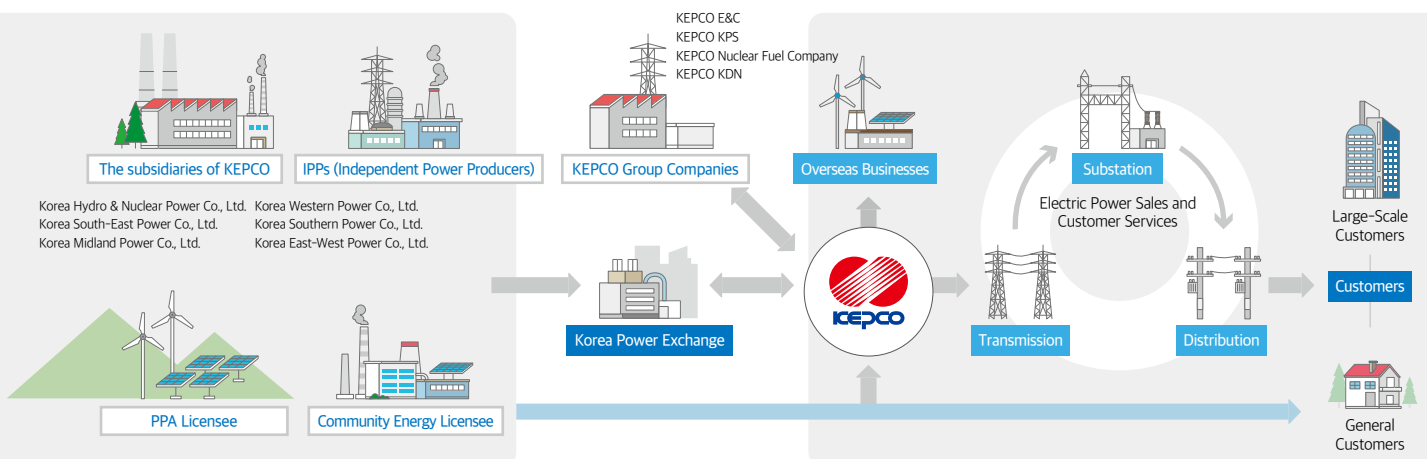 KEPCO E&C
KEPCO KPS
KEPCO Nuclear Fuel Company
KEPCO KDN
The subsidiaries of KEPCO
IPPs (Independent Power Producers)
KEPCO Group Companies
Overseas Businesses
Substation
Korea Hydro & Nuclear Power Co., Ltd. Korea Western Power Co., Ltd.
Korea South-East Power Co., Ltd. Korea Southern Power Co., Ltd.
Korea Midland Power Co., Ltd. Korea East-West Power Co., Ltd.
Electric Power Sales and
Customer Services
Large-Scale
Customers
KEPCO
Customers
Korea Power Exchange
Transmission
Distribution
PPA Licensee
Community Energy Licensee
General
Customers